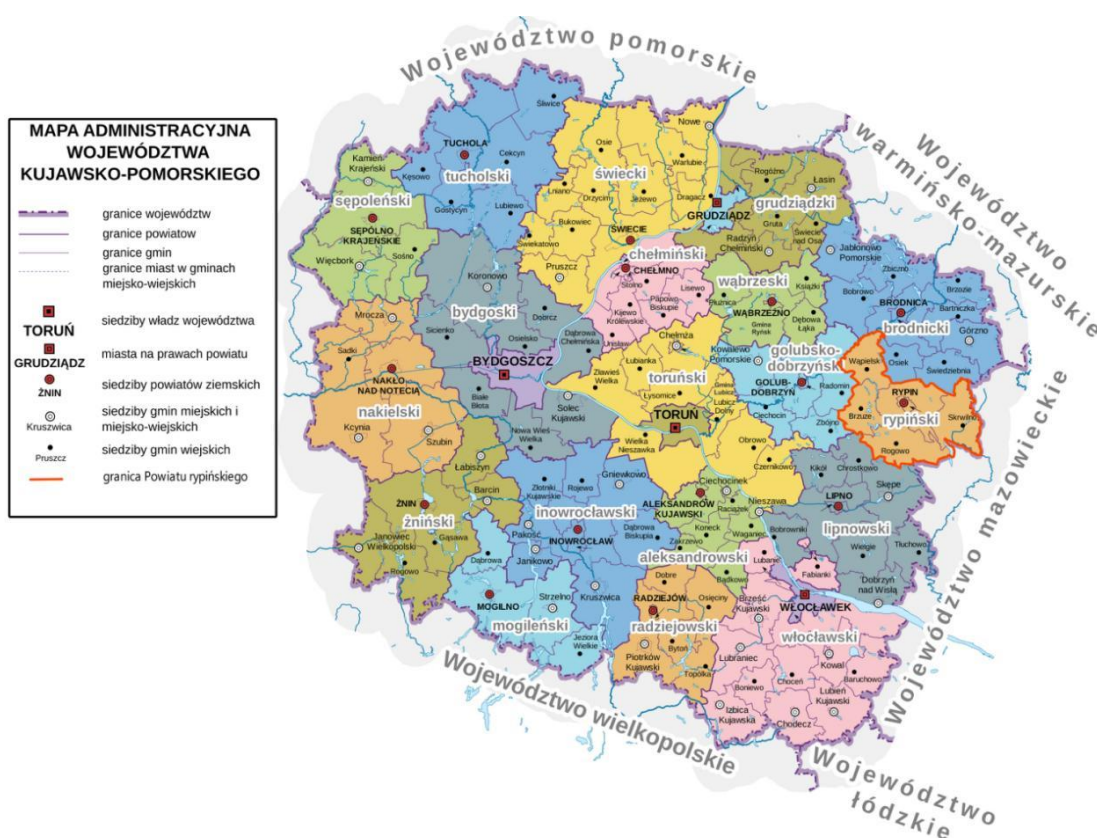 MAPA ADMINISTRACYJNA
WOJEWÓDZTWA
KUJAWSKO-POMORSKIEGO
granice województw
granice powiatow
granice gmin
granice miast w gminach
miejsko-wiejskich
TORUŃ
siedziby władz województwa
GRUDZIĄDZ
miasta na prawach powiatu
ŻNIN
siedziby powiatów ziemskich
Kruszwica
siedziby gmin miejskich i
miejsko-wiejskich
Pruszcz
siedziby gmin wiejskich
granica Powiatu rypińskiego
Województwo pomorskie
Województwo
warmińsko-mazurskie
Województwo mazowieckie
Województwo
łódzkie
Województwo wielkopolskie
Śliwice
TUCHOLA
Cekcyn
Kęsowo
tucholski
Gostycyn
Lubiewo
Kamień
Krajeński
sępoleński
SĘPÓLNO
KRAJEŃSKIE
Więcbork
Sośno
Nowe
Osie
Warlubie
świecki
Lniano
Drzycim
Jeżewo
Dragacz
Bukowiec
Świekatowo
ŚWIECIE
Pruszcz
Rogóźno
Łasin
grudziądzki
GRUDZIĄDZ
Gruta
Radzyń
Chełmiński
Świecie
nad Osą
chełmiński
CHEŁMNO
Stolno
Lisewo
Papowo
Biskupie
Kijewo
Królewskie
Unisław
wąbrzeski
Książki
Płużnica
WĄBRZEŹNO
Gmina
Ryńsk
Dębowa
Łąka
Jabłonowo
Pomorskie
Zbiczno
Bobrowo
Brzozie
BRODNICA
Bartniczka
brodnicki
Górzno
Osiek
Świedziebnia
Koronowo
bydgoski
Dobrcz
Sicienko
Osielsko
Dąbrowa
Chełmińska
BYDGOSZCZ
Białe
Błota
Solec
Kujawski
Nowa Wieś
Wielka
Mrocza
Sadki
NAKŁO
NAD NOTECIĄ
nakielski
Kcynia
Szubin
Chełmża
Łubianka
Zławieś
Wielka
toruński
Łysomice
Gmina
Lubicz
Lubicz
Dolny
TORUŃ
Wielka
Nieszawka
Obrowo
Czernikowo
Kowalewo
Pomorskie
golubsko-
dobrzyńsk
GOLUB-
DOBRZYŃ
Radomin
Ciechocin
Zbójno
Wąpielsk
RYPIN
Brzuze
rypiński
Skrwilno
Rogowo
Łabiszyn
Barcin
ŻNIN
żniński
Janowiec
Wielkopolski
Gąsawa
Rogowo
Gniewkowo
Złotniki
Kujawskie
Rojewo
inowrocławski
Pakość
INOWROCŁAW
Dąbrowa
Biskupia
Janikowo
Kruszwica
Dąbrowa
MOGILNO
Strzelno
mogileński
Jeziora
Wielkie
Ciechocinek
ALEKSANDRÓW
KUJAWSKI
Raciążek
Nieszawa
Koneck
Waganiec
Zakrzewo
aleksandrowski
Bądkowo
Kikół
Chrostkowo
Skępe
LIPNO
Bobrowniki
lipnowski
Wielgie
Tłuchowo
Dobrzyń
nad Wisłą
Dobre
RADZIEJÓW
Osięciny
radziejowski
Bytoń
Piotrków
Kujawski
Topólka
Lubanie
Fabianki
Brześć
Kujawski
WŁOCŁAWEK
włocławski
Lubraniec
Kowal
Boniewo
Choceń
Baruchowo
Izbica
Kujawska
Lubień
Kujawski
Chodecz